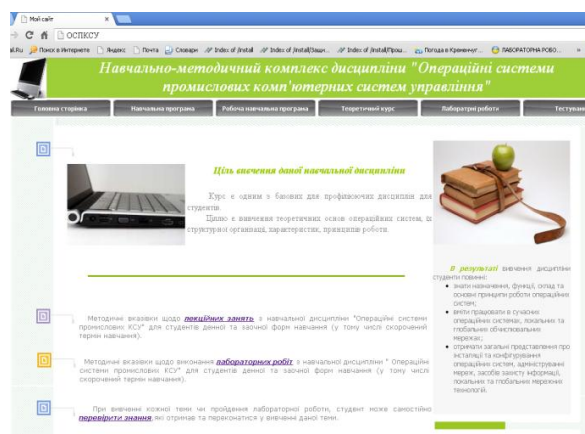 Мой сайт
ОСПКСУ
Поиск в Интернете
Яндекс
Почта
Словари
Index of /install
Index of /install/Защи...
Index of /install/Прош...
Погода в Кременчуг...
ЛАБОРАТОРНА РОБО...
Навчально-методичний комплекс дисципліни "Операційні системи
промислових комп'ютерних систем управління"
Головна сторінка
Навчальна програма
Робоча навчальна програма
Теоретичний курс
Лабораторні роботи
Тестуван
Ціль вивчення даної навчальної дисципліни
Курс є одним з базових для профілюючих дисциплін для
студентів.
Цілю є вивчення теоретичних основ операційних систем, їх
структурної організації, характеристик, принципів роботи.
В результаті вивчення дисципліни
студенти повинні:
знати назначення, функції, склад та
основні принципи роботи операційних
систем;
вміти працювати в сучасних
операційних системах, локальних та
глобальних обчислювальних
мережах;
отримати загальні представлення про
інсталяції та конфігурування
операційних систем, адміністрування
мереж, засобів захисту інформації,
локальних та глобальних мережних
технологій.
Методичні вказівки щодо лекційних занять з навчальної дисципліни "Операційні системи
промислових КСУ" для студентів денної та заочної форм навчання (у тому числі скорочений
термін навчання).
Методичні вказівки щодо виконання лабораторних робіт з навчальної дисципліни " Операційні
системи промислових КСУ" для студентів денної та заочної форм навчання (у тому числі
скорочений термін навчання).
При вивченні кожної теми чи пройдення лабораторної роботи, студент може самостійно
перевірити знання, які отримав та переконатися у вивченні даної теми.